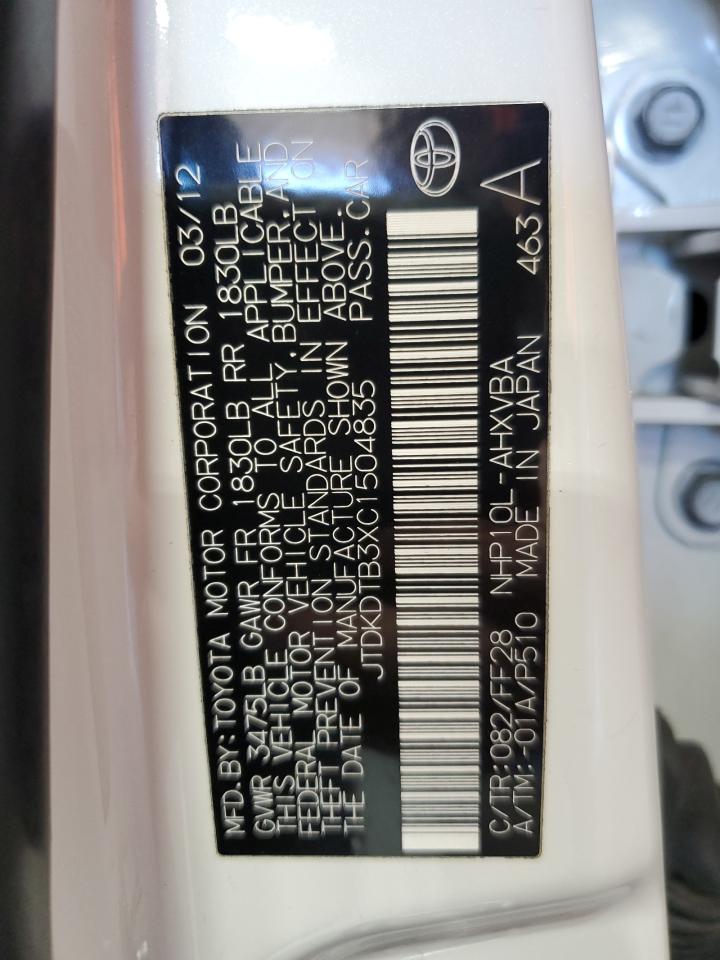 MFD. BY: TOYOTA MOTOR CORPORATION 03/12
GVWR 3475LB GAWR FR 1830LB RR 1830LB
THIS VEHICLE CONFORMS TO ALL APPLICABLE
FEDERAL MOTOR VEHICLE SAFETY, BUMPER, AND
THEFT PREVENTION STANDARDS IN EFFECT ON
THE DATE OF MANUFACTURE SHOWN ABOVE.
JTDKDTB3XC1504835 PASS. CAR
C/TR: 082/FF28 NHP10L-AHXVBA
A/TM: -01A/P510 MADE IN JAPAN 463 A